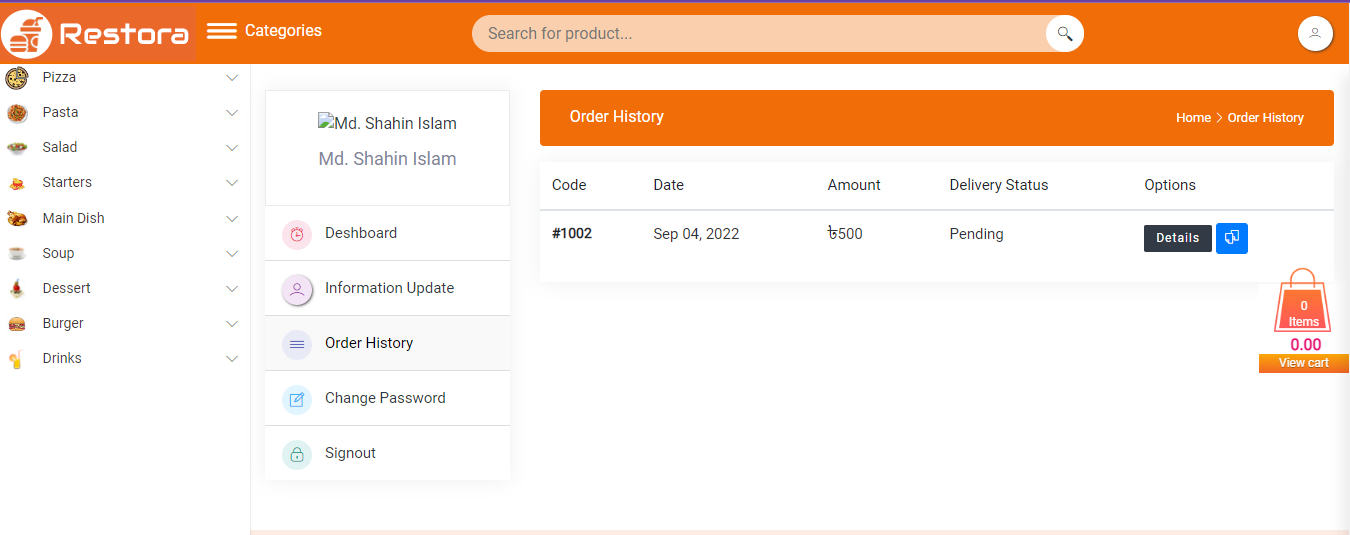 Restora
Categories
Search for product...
Pizza
Pasta
Salad
Starters
Main Dish
Soup
Dessert
Burger
Drinks
Md. Shahin Islam
Md. Shahin Islam
Deshboard
Information Update
Order History
Change Password
Signout
Order History
Home > Order History
Code Date Amount Delivery Status Options
#1002 Sep 04, 2022 ৳500 Pending Details
0
Items
0.00
View cart